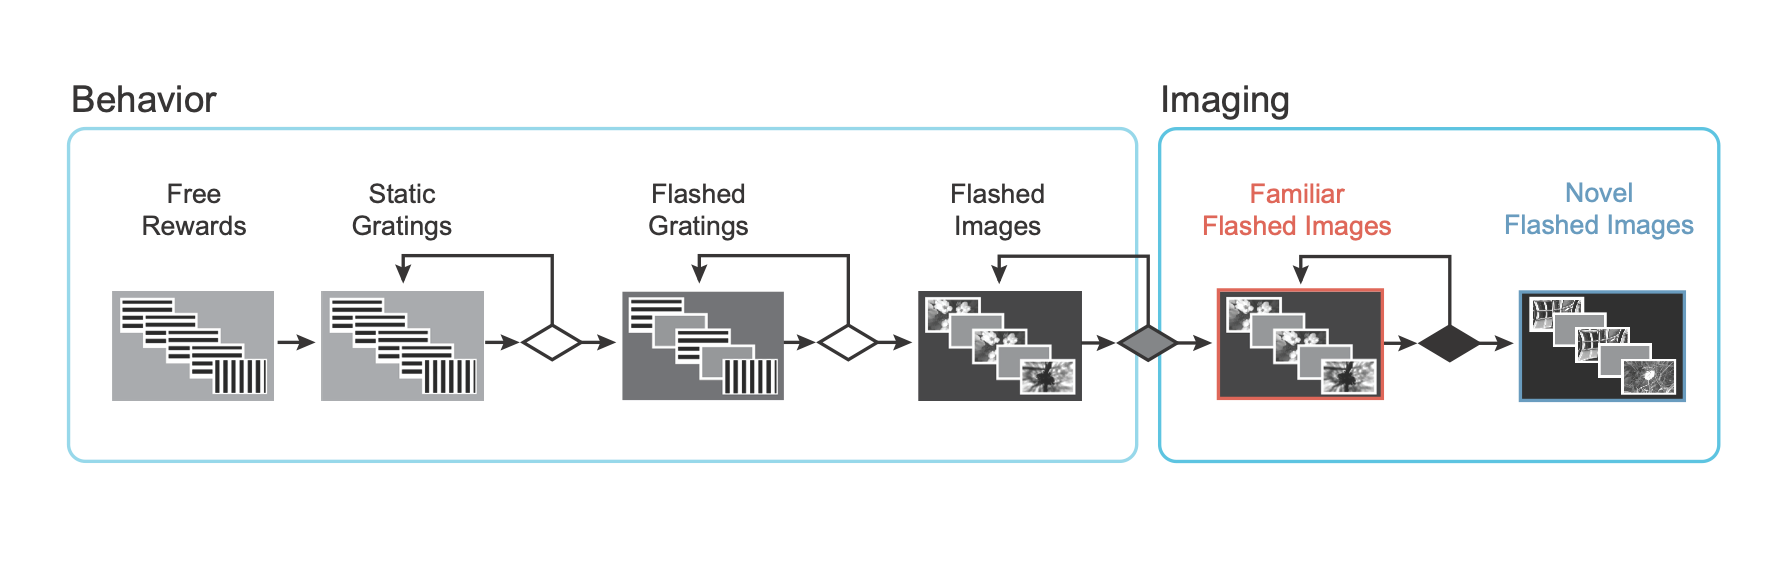 Behavior
Imaging
Free
Rewards
Static
Gratings
Flashed
Gratings
Flashed
Images
Familiar
Flashed Images
Novel
Flashed Images